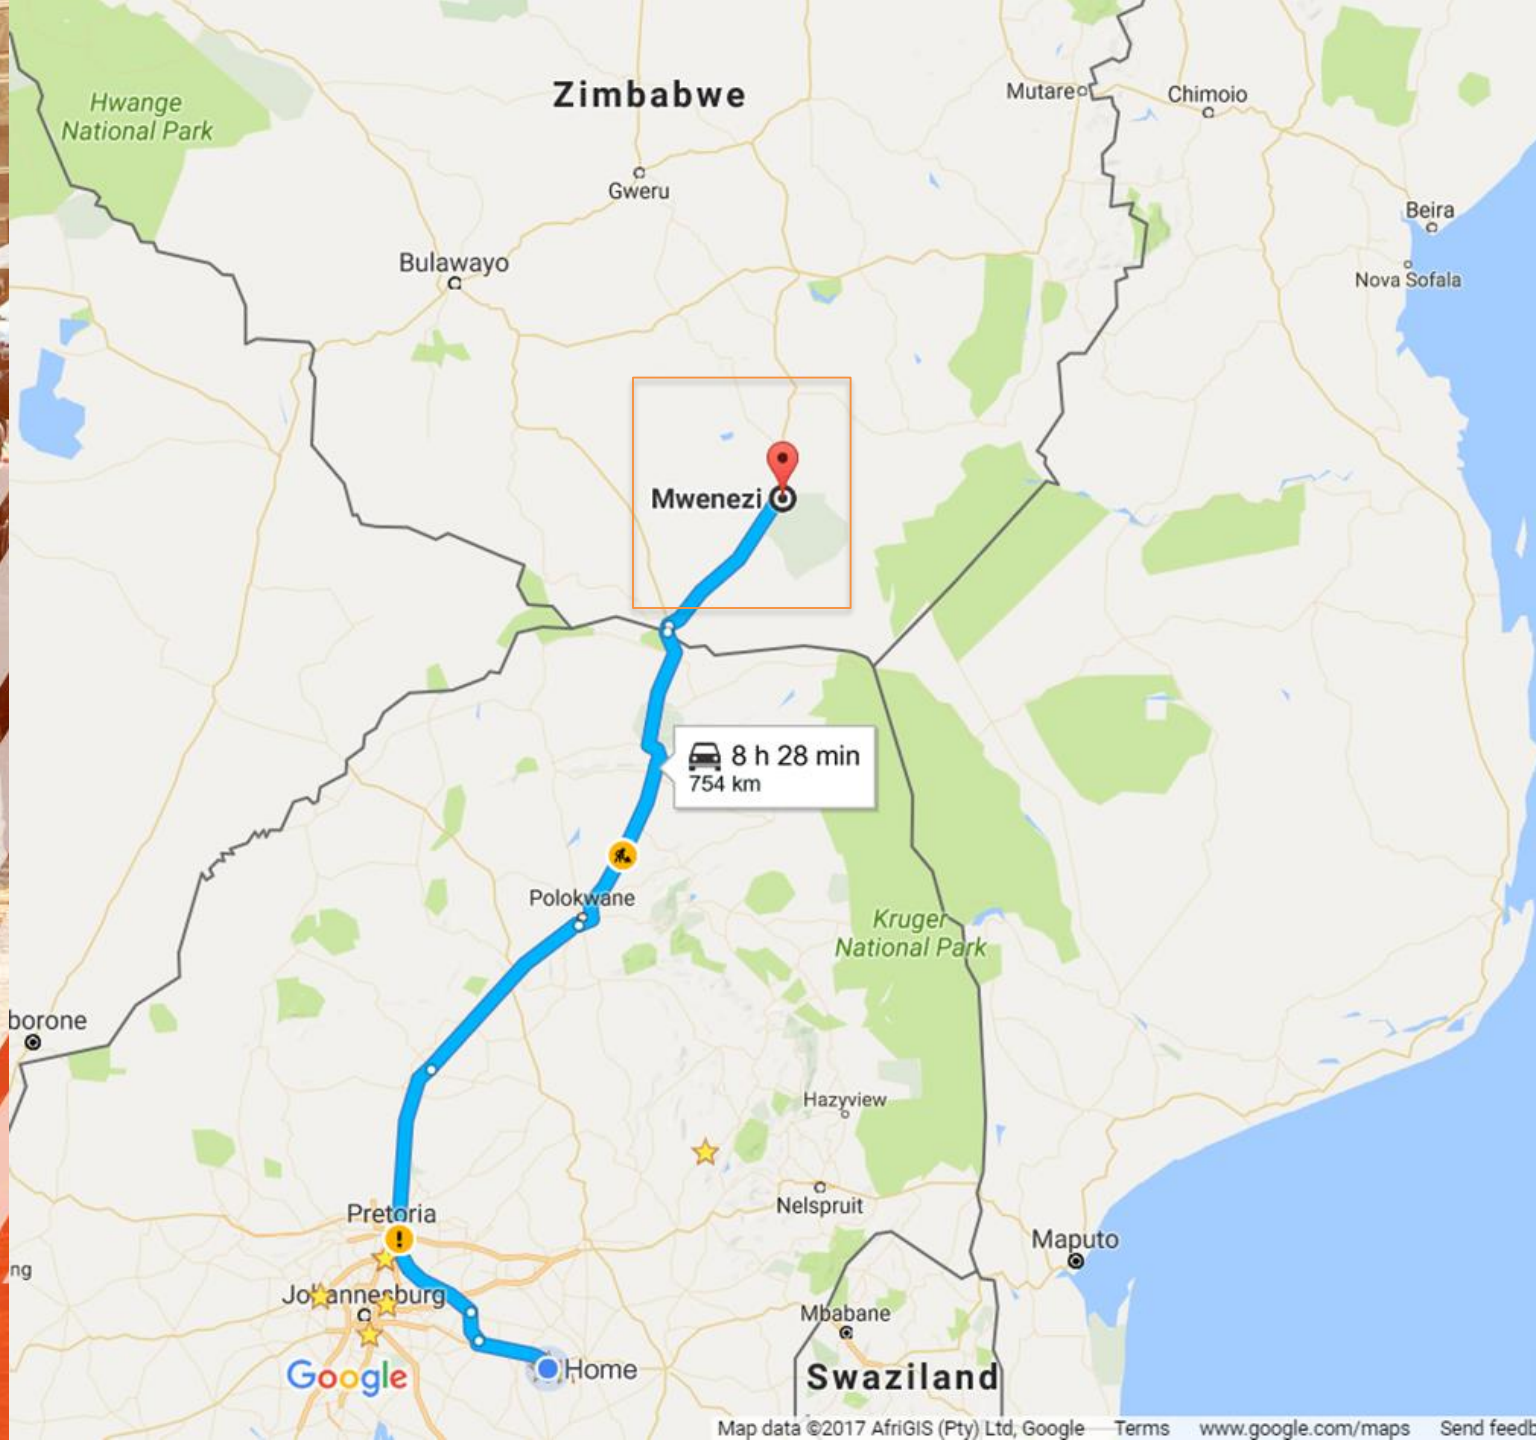 Zimbabwe
Hwange
National Park
Mutare
Chimoio
Gweru
Beira
Bulawayo
Nova Sofala
Mwenezi
8 h 28 min
754 km
Polokwane
Kruger
National Park
borone
Hazyview
Nelspruit
Pretoria
Maputo
ng
Johannesburg
Mbabane
Google
Home
Swaziland
Map data ©2017 AfriGIS (Pty) Ltd, Google Terms www.google.com/maps Send feedb